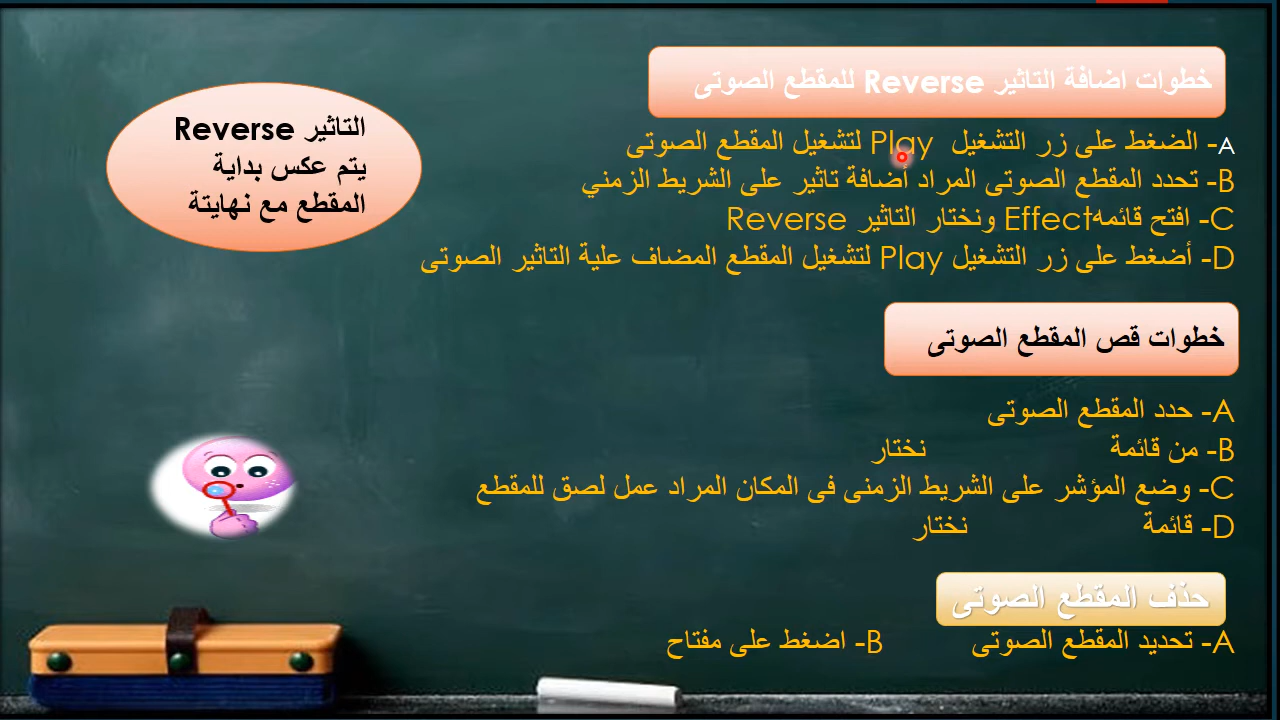 خطوات اضافة التاثير Reverse للمقطع الصوتى
A- الضغط على زر التشغيل Play لتشغيل المقطع الصوتى
B- تحدد المقطع الصوتى المراد أضافة تاثير على الشريط الزمني
C- افتح قائمهEffect ونختار التاثير Reverse
D- أضغط على زر التشغيل Play لتشغيل المقطع المضاف علية التاثير الصوتى
التاثير Reverse
يتم عكس بداية
المقطع مع نهايتة
خطوات قص المقطع الصوتى
A- حدد المقطع الصوتى
B- من قائمة نختار
C- وضع المؤشر على الشريط الزمنى فى المكان المراد عمل لصق للمقطع
D- قائمة نختار
حذف المقطع الصوتى
A- تحديد المقطع الصوتى B- اضغط على مفتاح